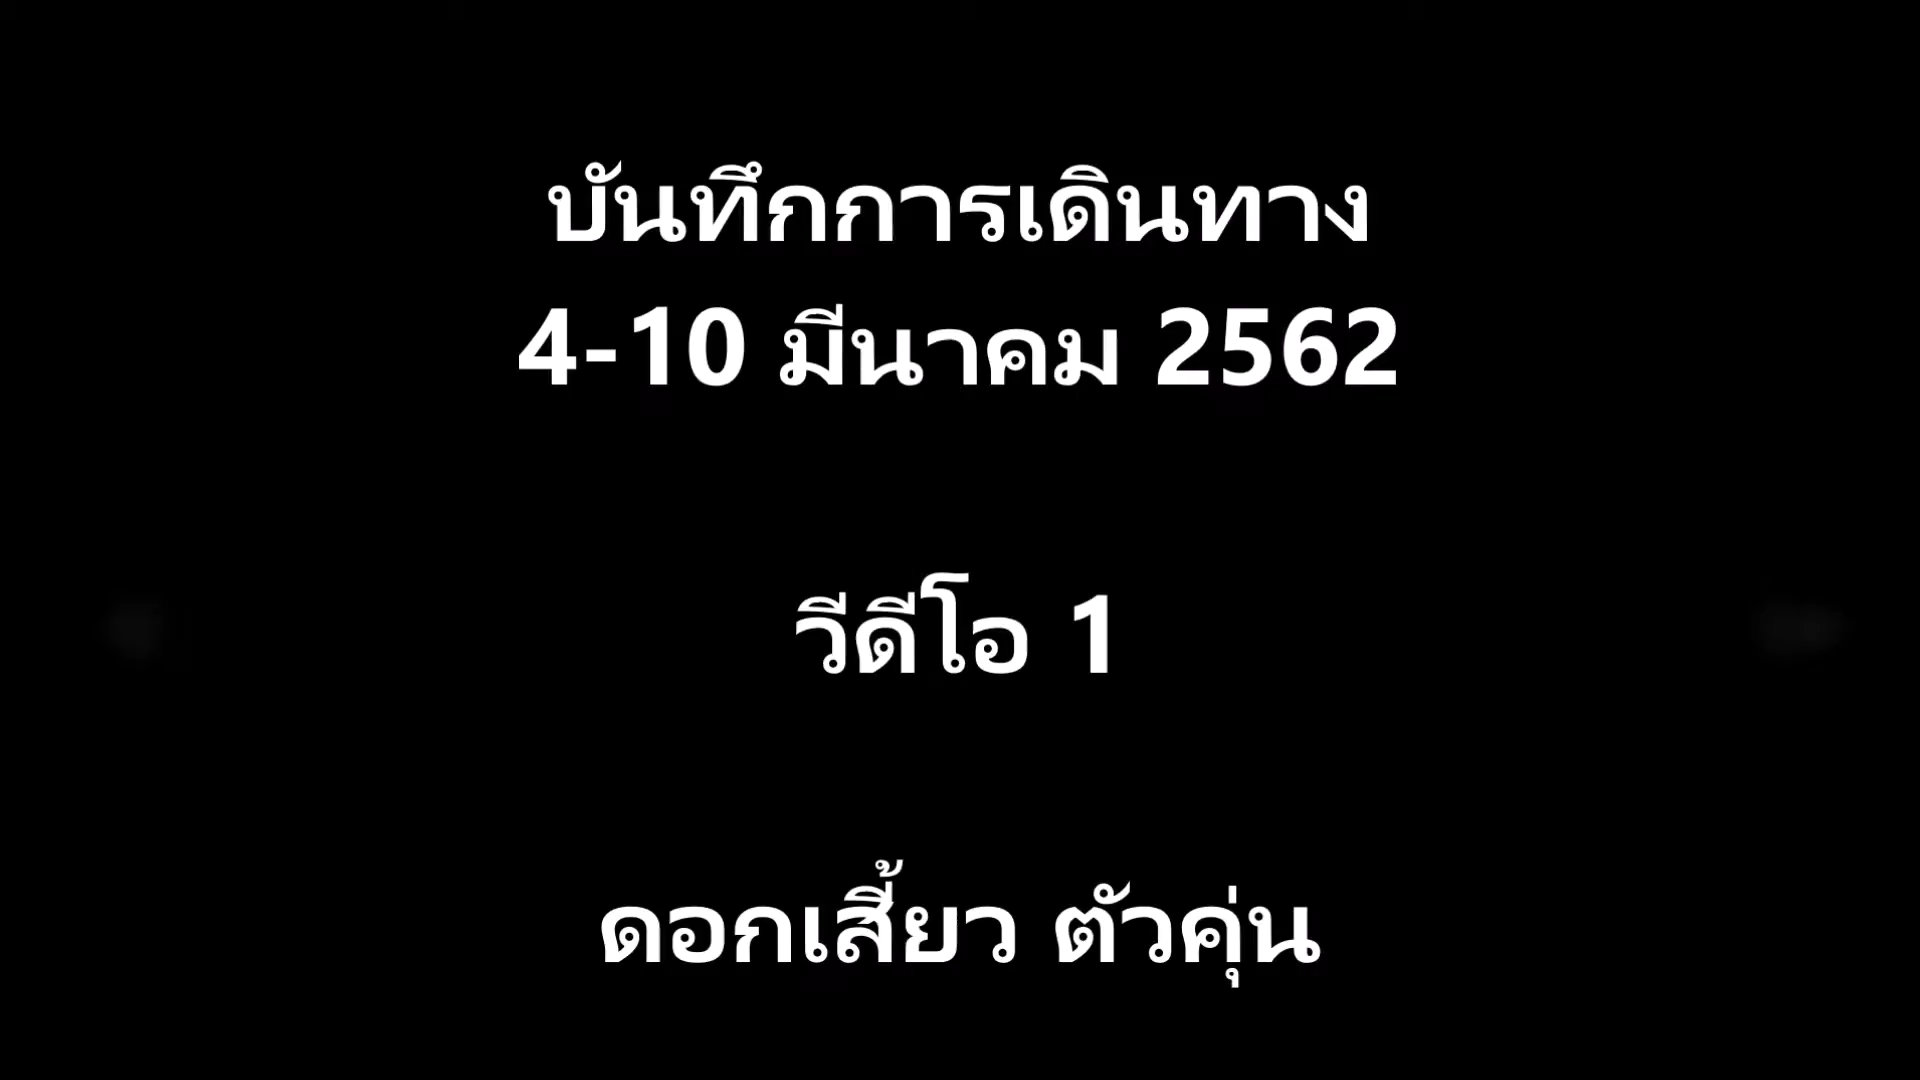 บันทึกการเดินทาง
4-10 มีนาคม 2562
วีดีโอ 1
ดอกเสี้ยว ตัวคุ่น